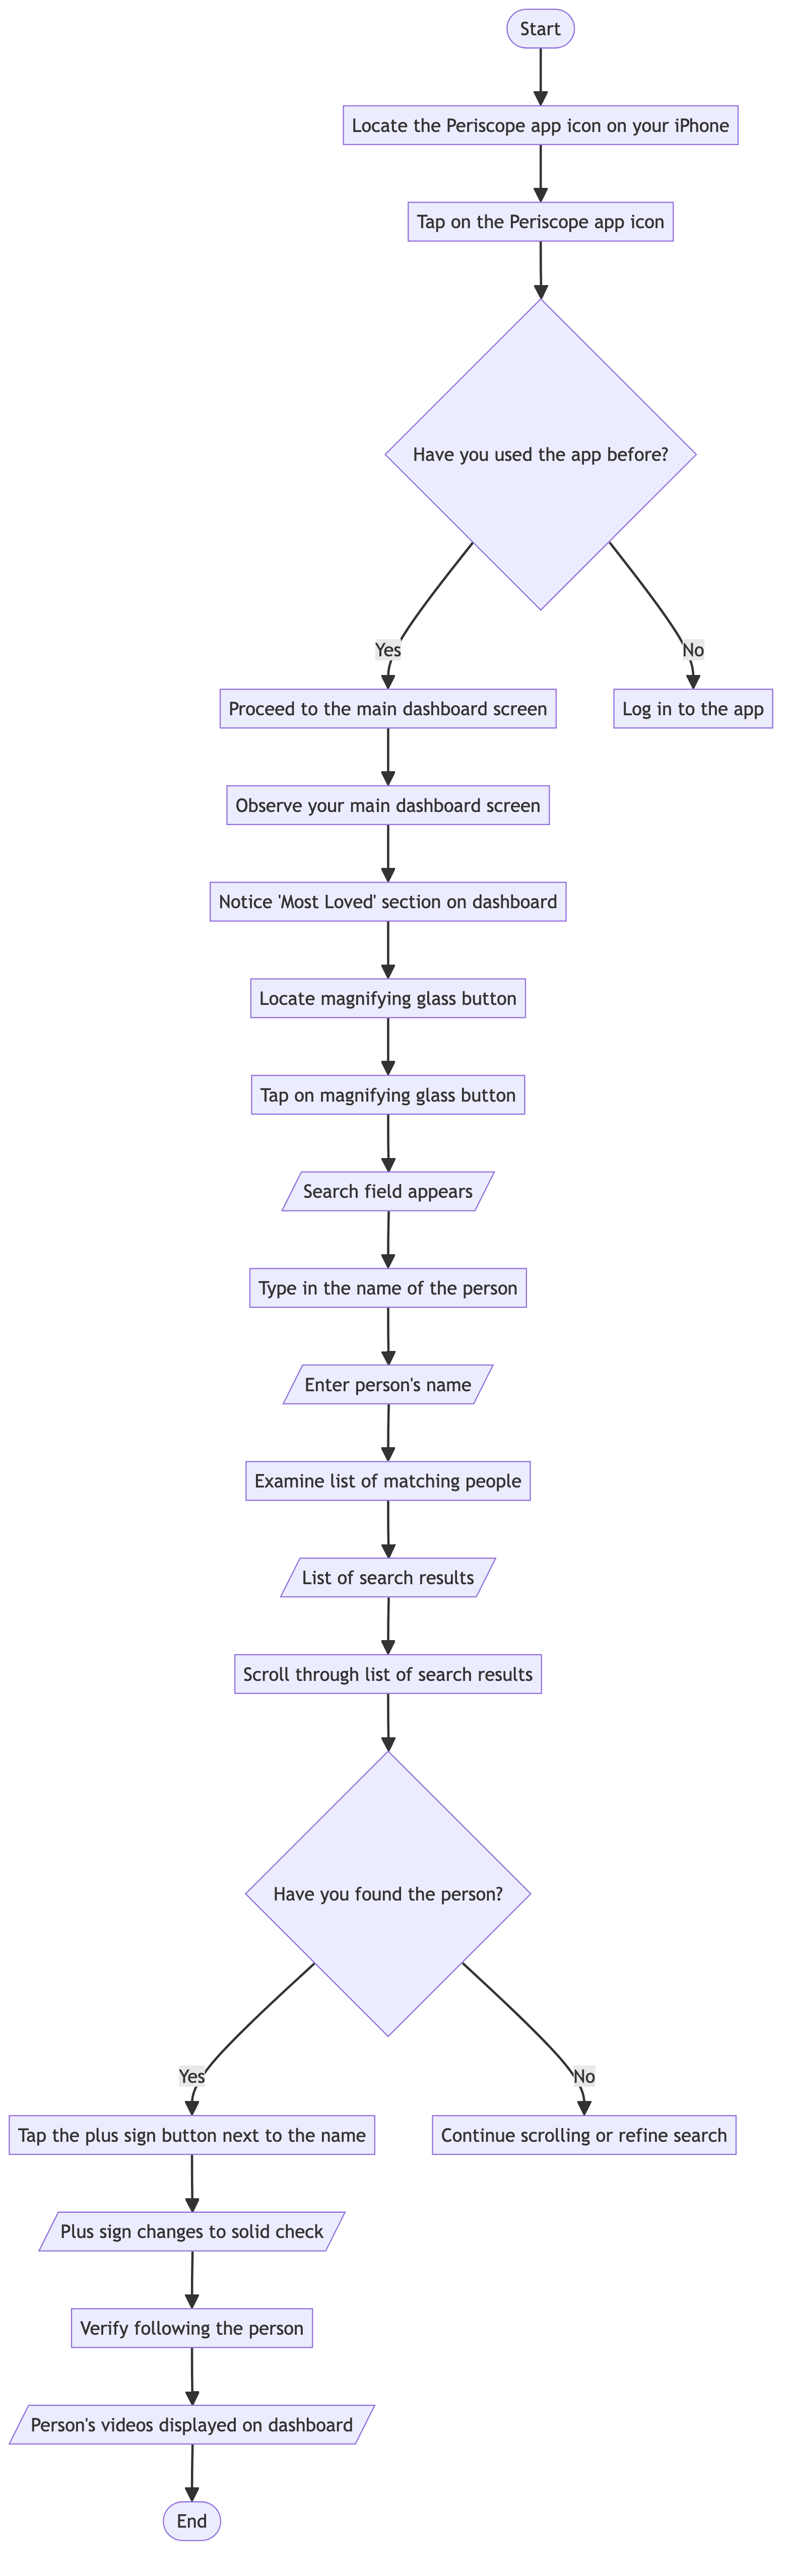 Start
Locate the Periscope app icon on your iPhone
Tap on the Periscope app icon
Have you used the app before?
Yes
No
Proceed to the main dashboard screen
Log in to the app
Observe your main dashboard screen
Notice 'Most Loved' section on dashboard
Locate magnifying glass button
Tap on magnifying glass button
Search field appears
Type in the name of the person
Enter person's name
Examine list of matching people
List of search results
Scroll through list of search results
Have you found the person?
Yes
No
Tap the plus sign button next to the name
Continue scrolling or refine search
Plus sign changes to solid check
Verify following the person
Person's videos displayed on dashboard
End